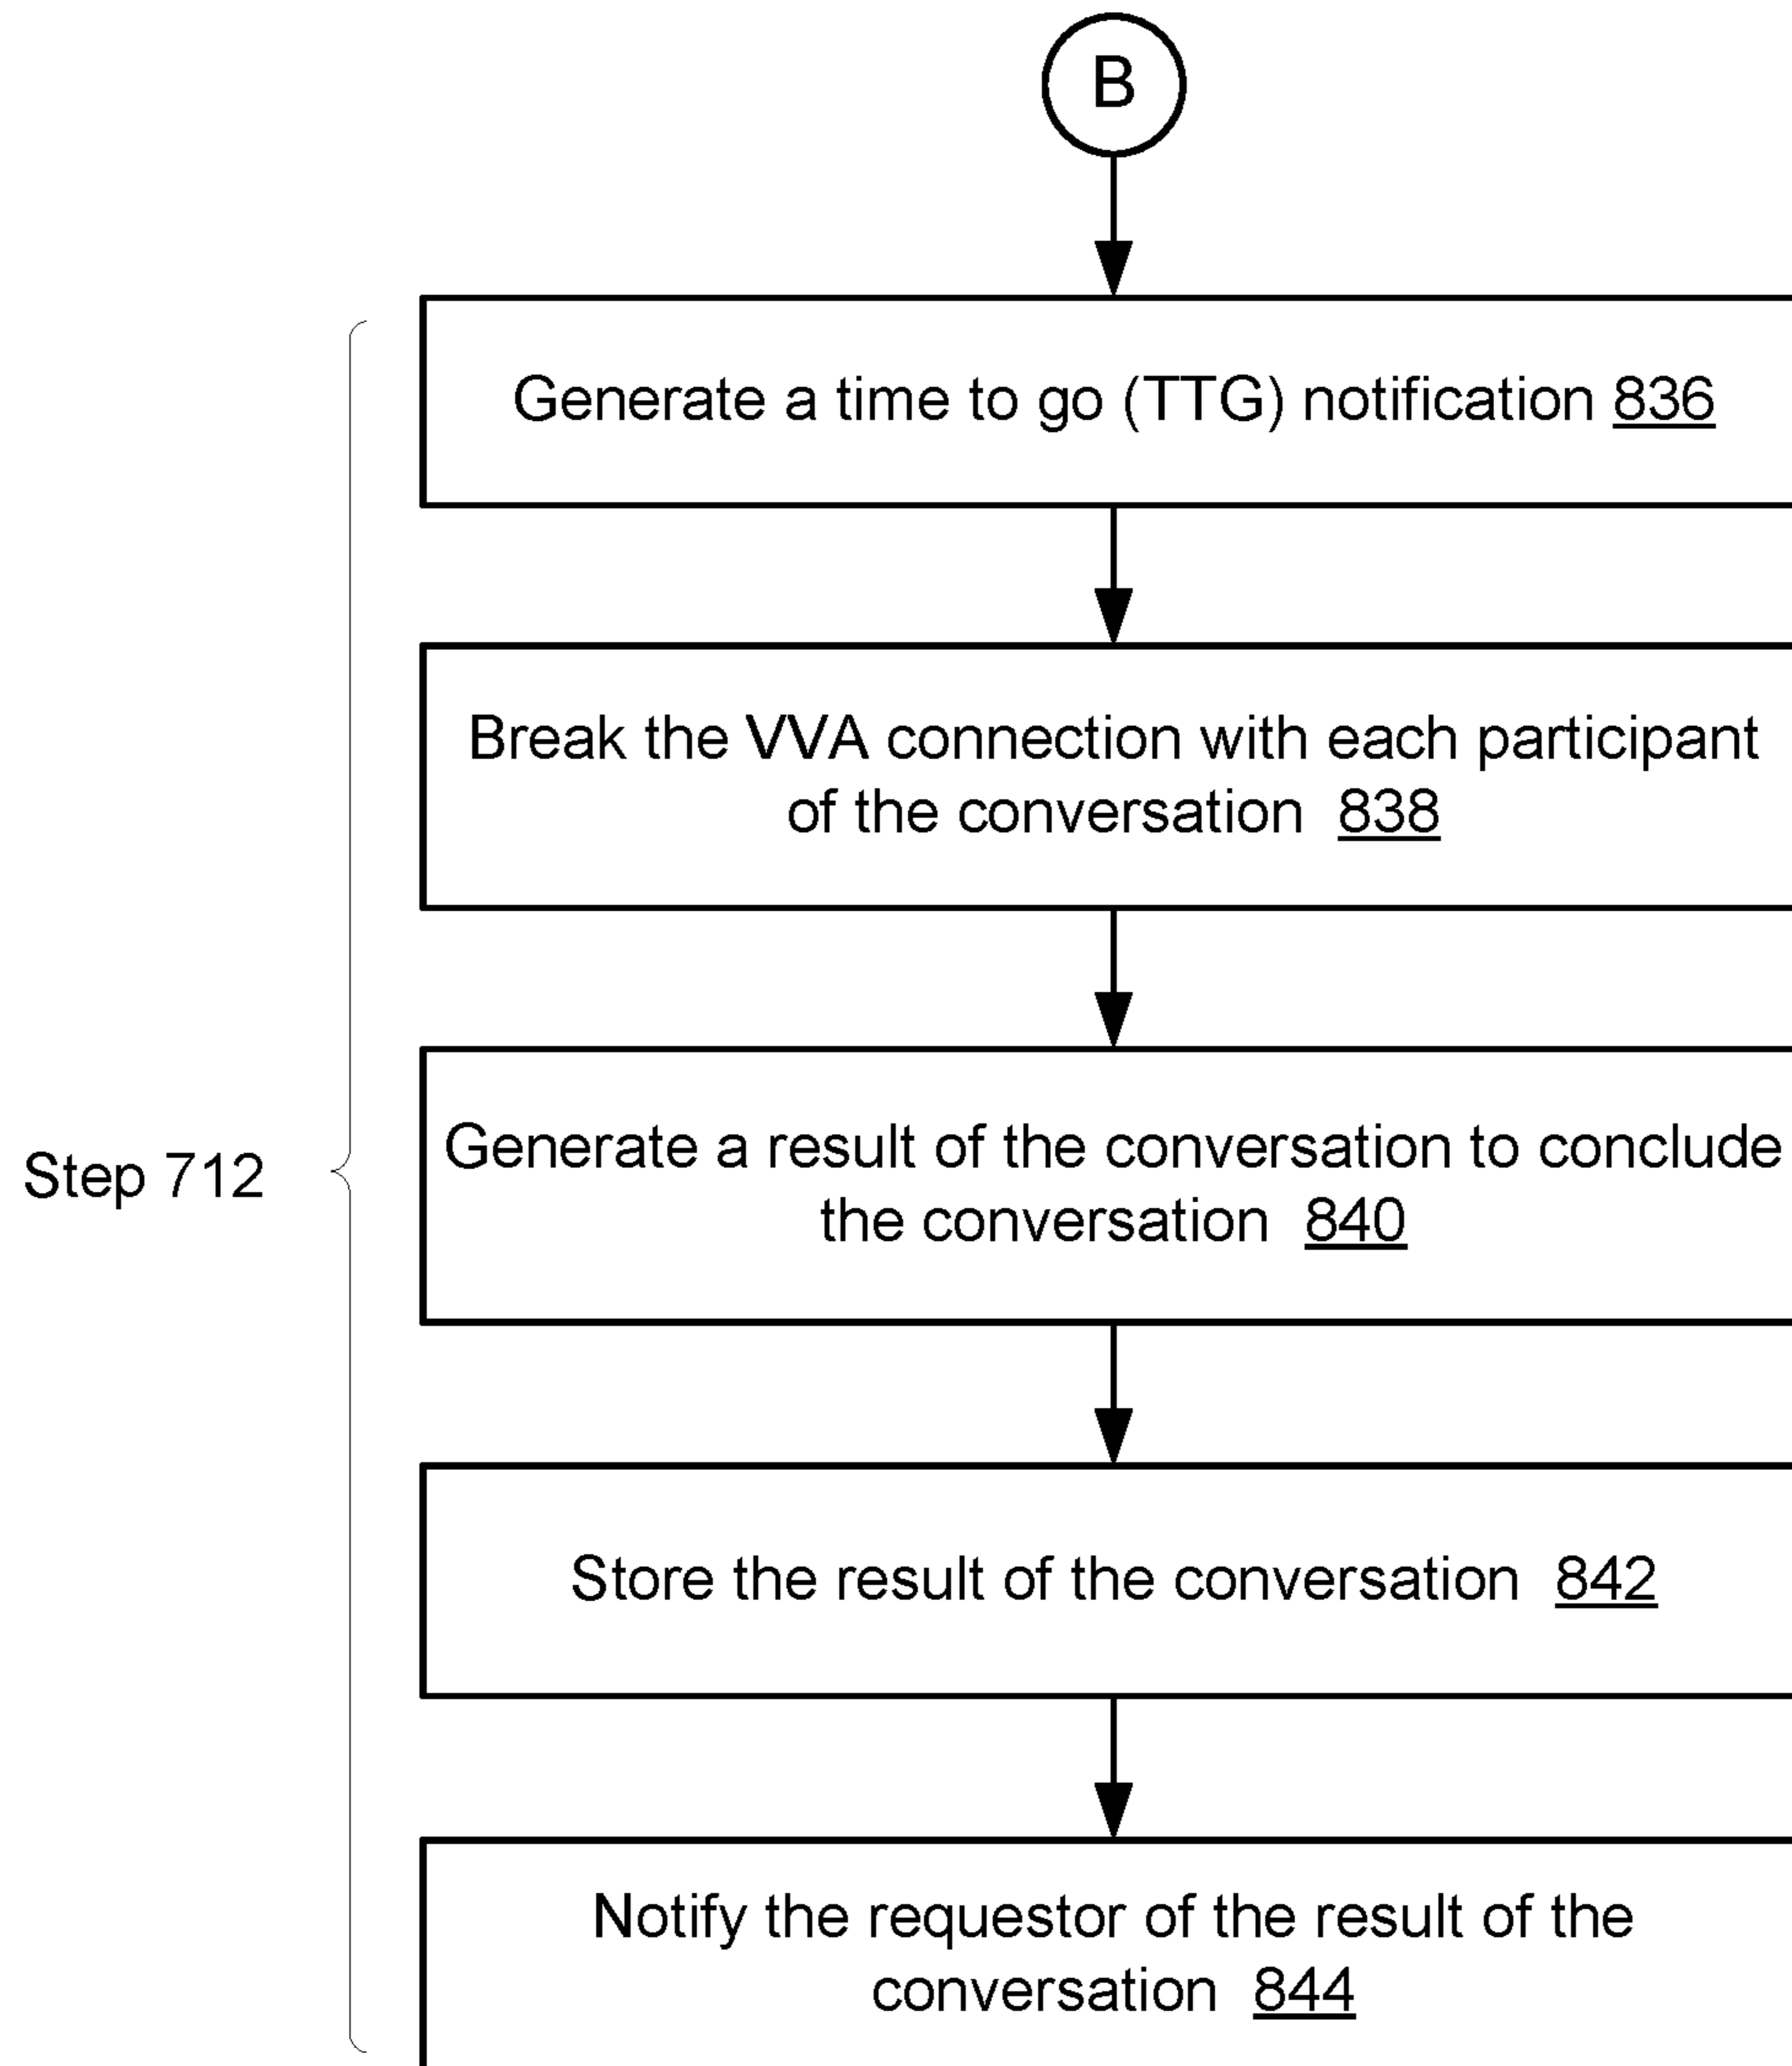 B
Generate a time to go (TTG) notification 836
Break the VVA connection with each participant
of the conversation 838
Generate a result of the conversation to conclude
the conversation 840
Step 712
Store the result of the conversation 842
Notify the requestor of the result of the
conversation 844